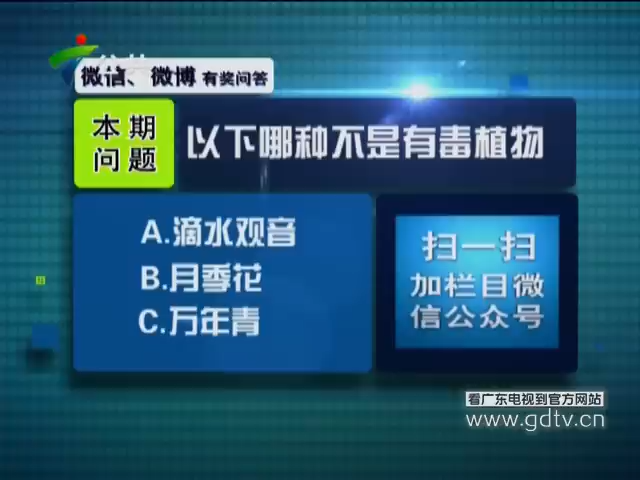 微信、微博 有奖问答
本期
问题
以下哪种不是有毒植物
A.滴水观音
B.月季花
C.万年青
扫一扫
加栏目微
信公众号
看广东电视到官方网站
www.gdtv.cn